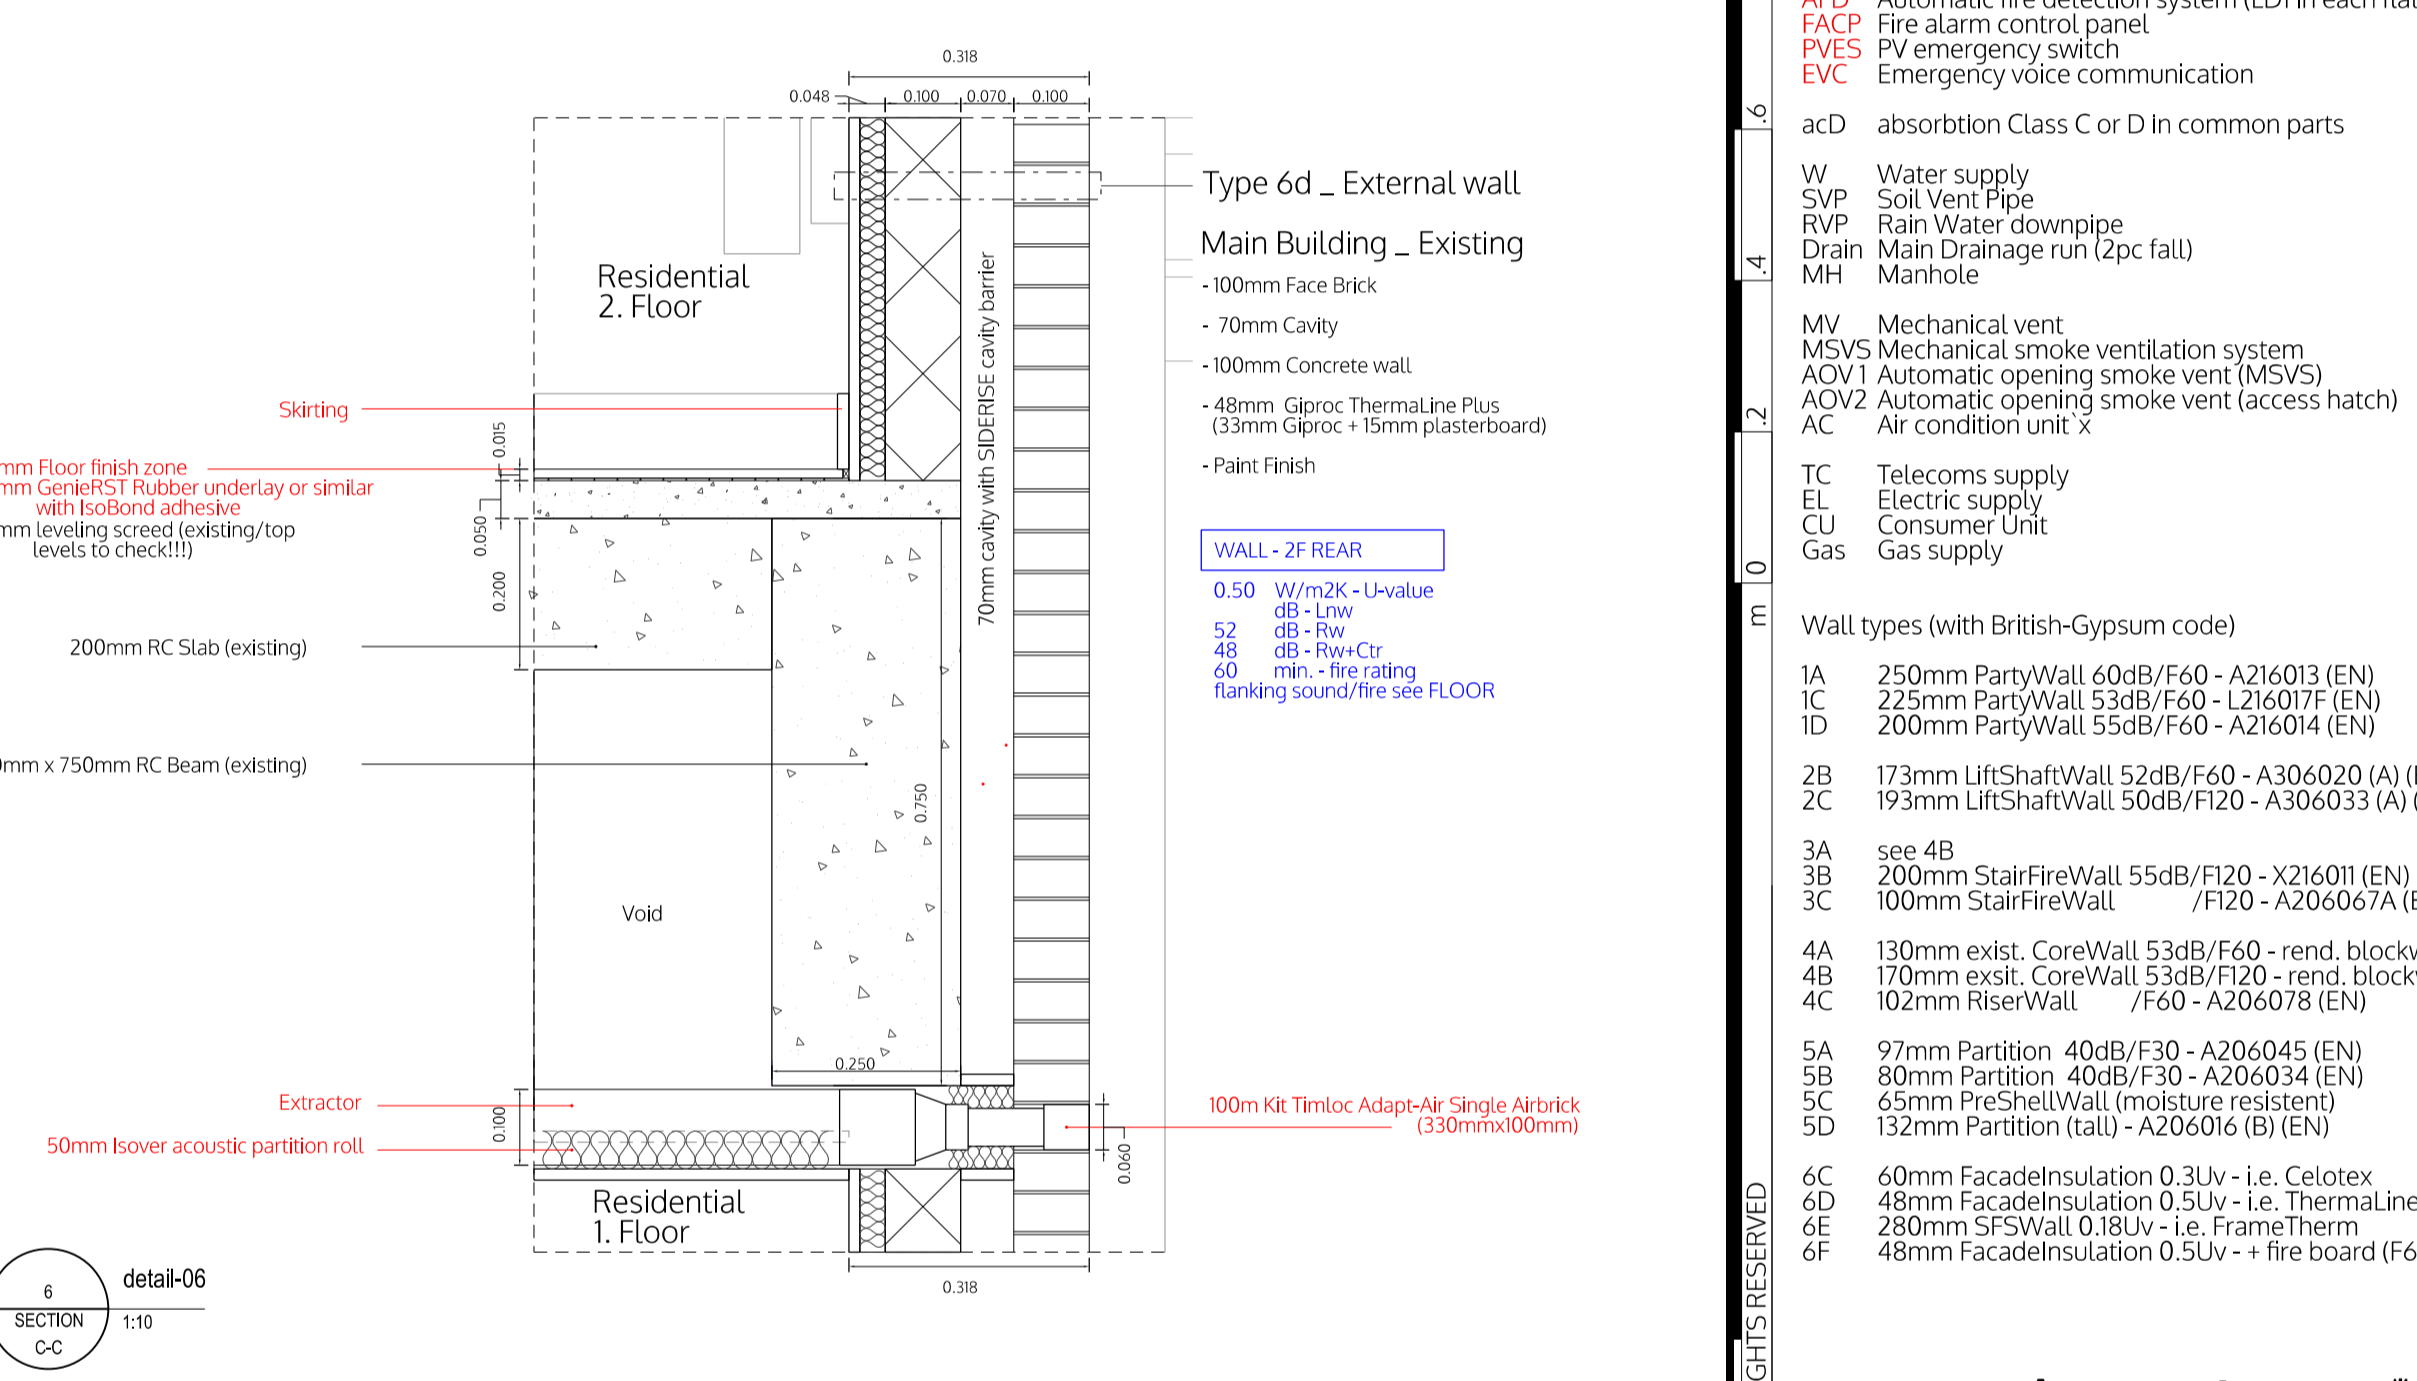 0.318
0.048
0.100
0.070
0.100
Type 6d _ External wall
Main Building _ Existing
- 100mm Face Brick
- 70mm Cavity
- 100mm Concrete wall
- 48mm Giproc ThermaLine Plus
(33mm Giproc + 15mm plasterboard)
- Paint Finish
Residential
2. Floor
70mm cavity with SIDERISE cavity barrier
Skirting
0.015
mm Floor finish zone
mm GenieRST Rubber underlay or similar
with IsoBond adhesive
mm leveling screed (existing/top
levels to check!!!)
0.050
0.200
WALL - 2F REAR
0.50 W/m2K - U-value
dB - Lnw
52 dB - Rw
48 dB - Rw+Ctr
60 min. - fire rating
flanking sound/fire see FLOOR
200mm RC Slab (existing)
mm x 750mm RC Beam (existing)
0.750
Void
0.250
Extractor
0.100
50mm Isover acoustic partition roll
100m Kit Timloc Adapt-Air Single Airbrick
(330mmx100mm)
0.060
Residential
1. Floor
0.318
6
SECTION
C-C
detail-06
1:10
.6
.4
.2
0
m
GHTS RESERVED
AFD Automatic fire detection system (LD1 in each flat
FACP Fire alarm control panel
PVES PV emergency switch
EVC Emergency voice communication
acD absorbtion Class C or D in common parts
W Water supply
SVP Soil Vent Pipe
RVP Rain Water downpipe
Drain Main Drainage run (2pc fall)
MH Manhole
MV Mechanical vent
MSVS Mechanical smoke ventilation system
AOV1 Automatic opening smoke vent (MSVS)
AOV2 Automatic opening smoke vent (access hatch)
AC Air condition unit`x
TC Telecoms supply
EL Electric supply
CU Consumer Unit
Gas Gas supply
Wall types (with British-Gypsum code)
1A 250mm PartyWall 60dB/F60 - A216013 (EN)
1C 225mm PartyWall 53dB/F60 - L216017F (EN)
1D 200mm PartyWall 55dB/F60 - A216014 (EN)
2B 173mm LiftShaftWall 52dB/F60 - A306020 (A) (
2C 193mm LiftShaftWall 50dB/F120 - A306033 (A) (
3A see 4B
3B 200mm StairFireWall 55dB/F120 - X216011 (EN)
3C 100mm StairFireWall /F120 - A206067A (
4A 130mm exist. CoreWall 53dB/F60 - rend. blockw
4B 170mm exsit. CoreWall 53dB/F120 - rend. block
4C 102mm RiserWall /F60 - A206078 (EN)
5A 97mm Partition 40dB/F30 - A206045 (EN)
5B 80mm Partition 40dB/F30 - A206034 (EN)
5C 65mm PreShellWall (moisture resistent)
5D 132mm Partition (tall) - A206016 (B) (EN)
6C 60mm FacadeInsulation 0.3Uv - i.e. Celotex
6D 48mm FacadeInsulation 0.5Uv - i.e. ThermaLine
6E 280mm SFSWall 0.18Uv - i.e. FrameTherm
6F 48mm FacadeInsulation 0.5Uv - + fire board (F6